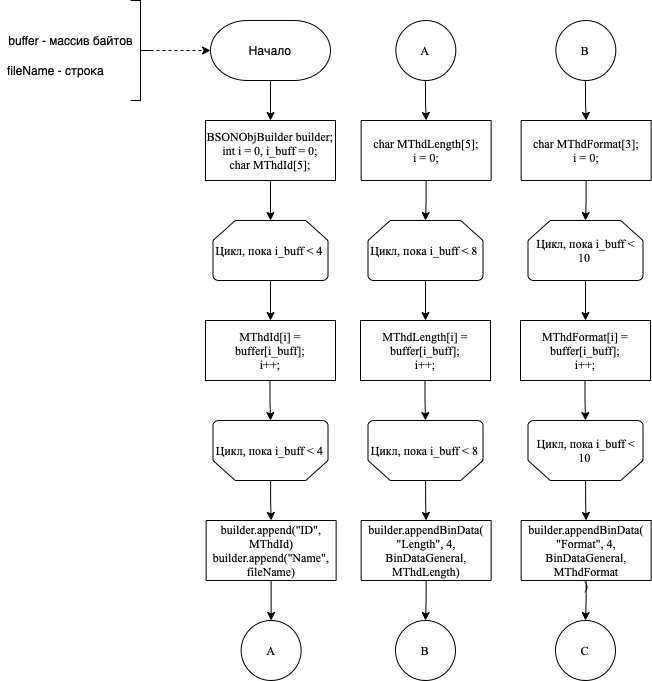 buffer - массив байтов
fileName - строка
Начало
BSONObjBuilder builder;
int i = 0, i_buff = 0;
char MThdId[5];
Цикл, пока i_buff < 4
MThdId[i] =
buffer[i_buff];
i++;
Цикл, пока i_buff < 4
builder.append("ID",
MThdId)
builder.append("Name",
fileName)
A
A
char MThdLength[5];
i = 0;
Цикл, пока i_buff < 8
MThdLength[i] =
buffer[i_buff];
i++;
Цикл, пока i_buff < 8
builder.appendBinData(
"Length", 4,
BinDataGeneral,
MThdLength)
B
B
char MThdFormat[3];
i = 0;
Цикл, пока i_buff <
10
MThdFormat[i] =
buffer[i_buff];
i++;
Цикл, пока i_buff <
10
builder.appendBinData(
"Format", 4,
BinDataGeneral,
MThdFormat
)
C